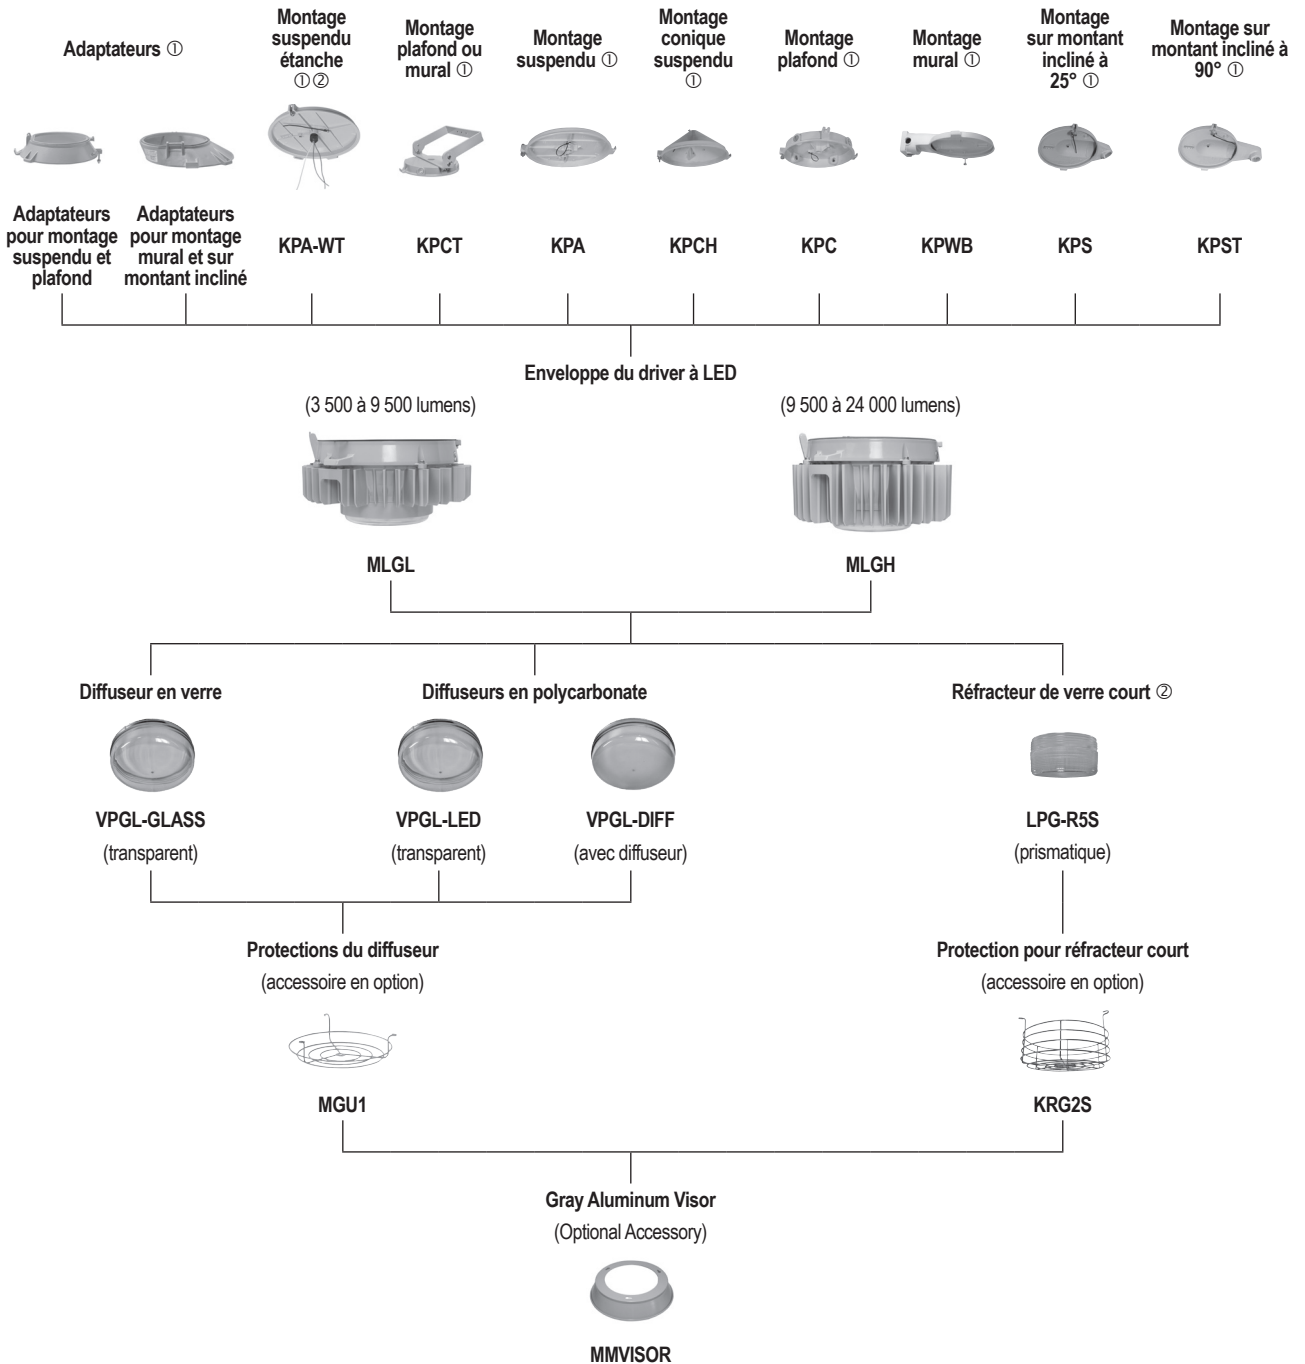 Adaptateurs ①
Montage
suspendu
étanche
①②
Montage
plafond ou
mural ①
Montage
suspendu ①
Montage
conique
suspendu
①
Montage
plafond ①
Montage
mural ①
Montage
sur montant
incliné à
25° ①
Montage sur
montant incliné à
90° ①
Adaptateurs
pour montage
suspendu et
plafond
Adaptateurs
pour montage
mural et sur
montant incliné
KPA-WT
KPCT
KPA
KPCH
KPC
KPWB
KPS
KPST
Enveloppe du driver à LED
(3 500 à 9 500 lumens)
(9 500 à 24 000 lumens)
MLGL
MLGH
Diffuseur en verre
Diffuseurs en polycarbonate
Réfracteur de verre court ②
VPGL-GLASS
(transparent)
VPGL-LED
(transparent)
VPGL-DIFF
(avec diffuseur)
LPG-R5S
(prismatique)
Protections du diffuseur
(accessoire en option)
Protection pour réfracteur court
(accessoire en option)
MGU1
KRG2S
Gray Aluminum Visor
(Optional Accessory)
MMVISOR